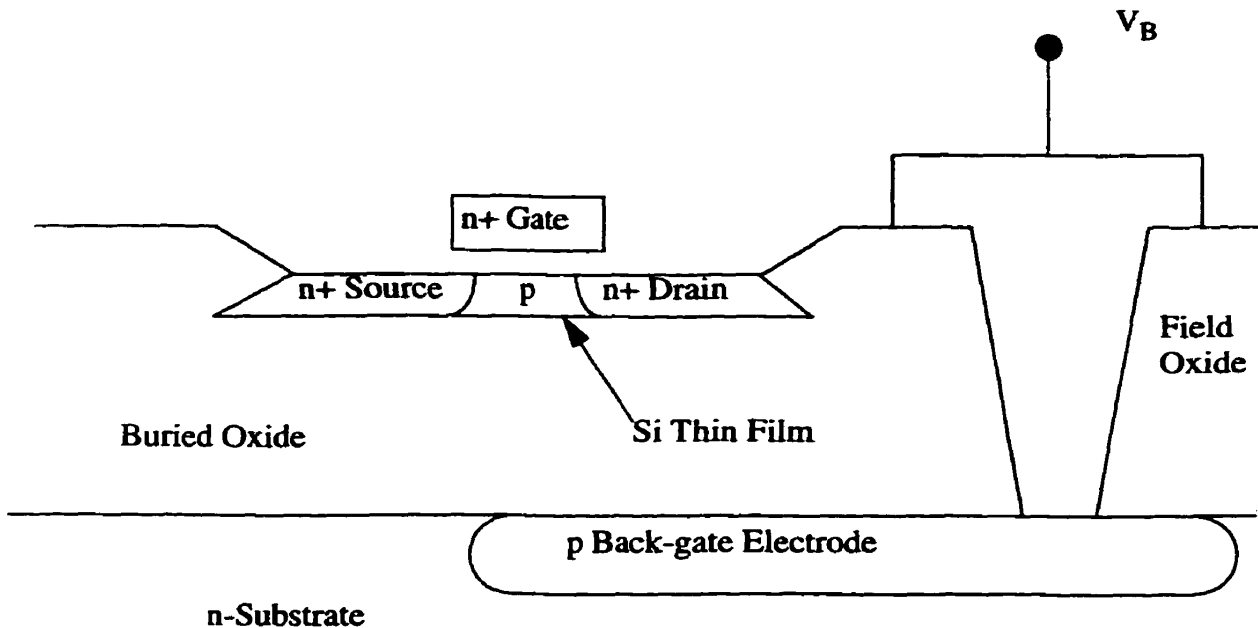 V_B
n+ Gate
n+ Source
p
n+ Drain
Field
Oxide
Buried Oxide
Si Thin Film
p Back-gate Electrode
n-Substrate